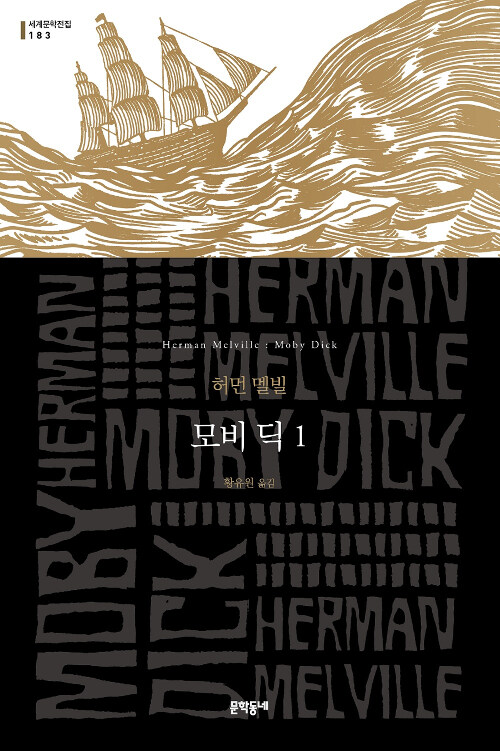 세계문학전집
183
HERMAN
HERMAN
MELVILLE
Herman Melville : Moby Dick
허먼 멜빌
MOBY DICK
모비 딕 1
황유원 옮김
MOBY
DICK
HERMAN
MELVILLE
문학동네